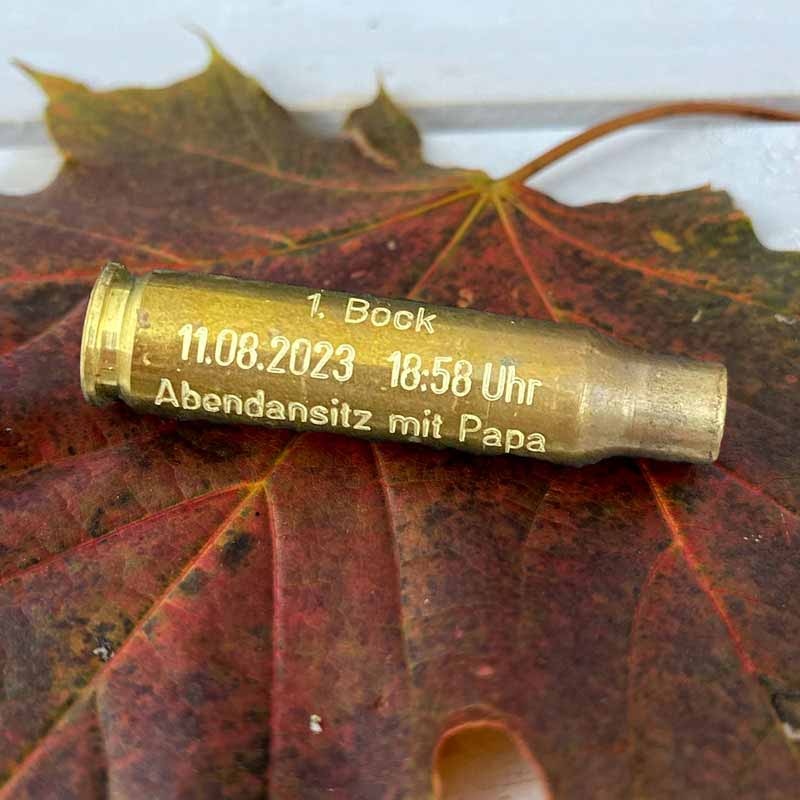 1. Bock
11.08.2023 18:58 Uhr
Abendansitz mit Papa